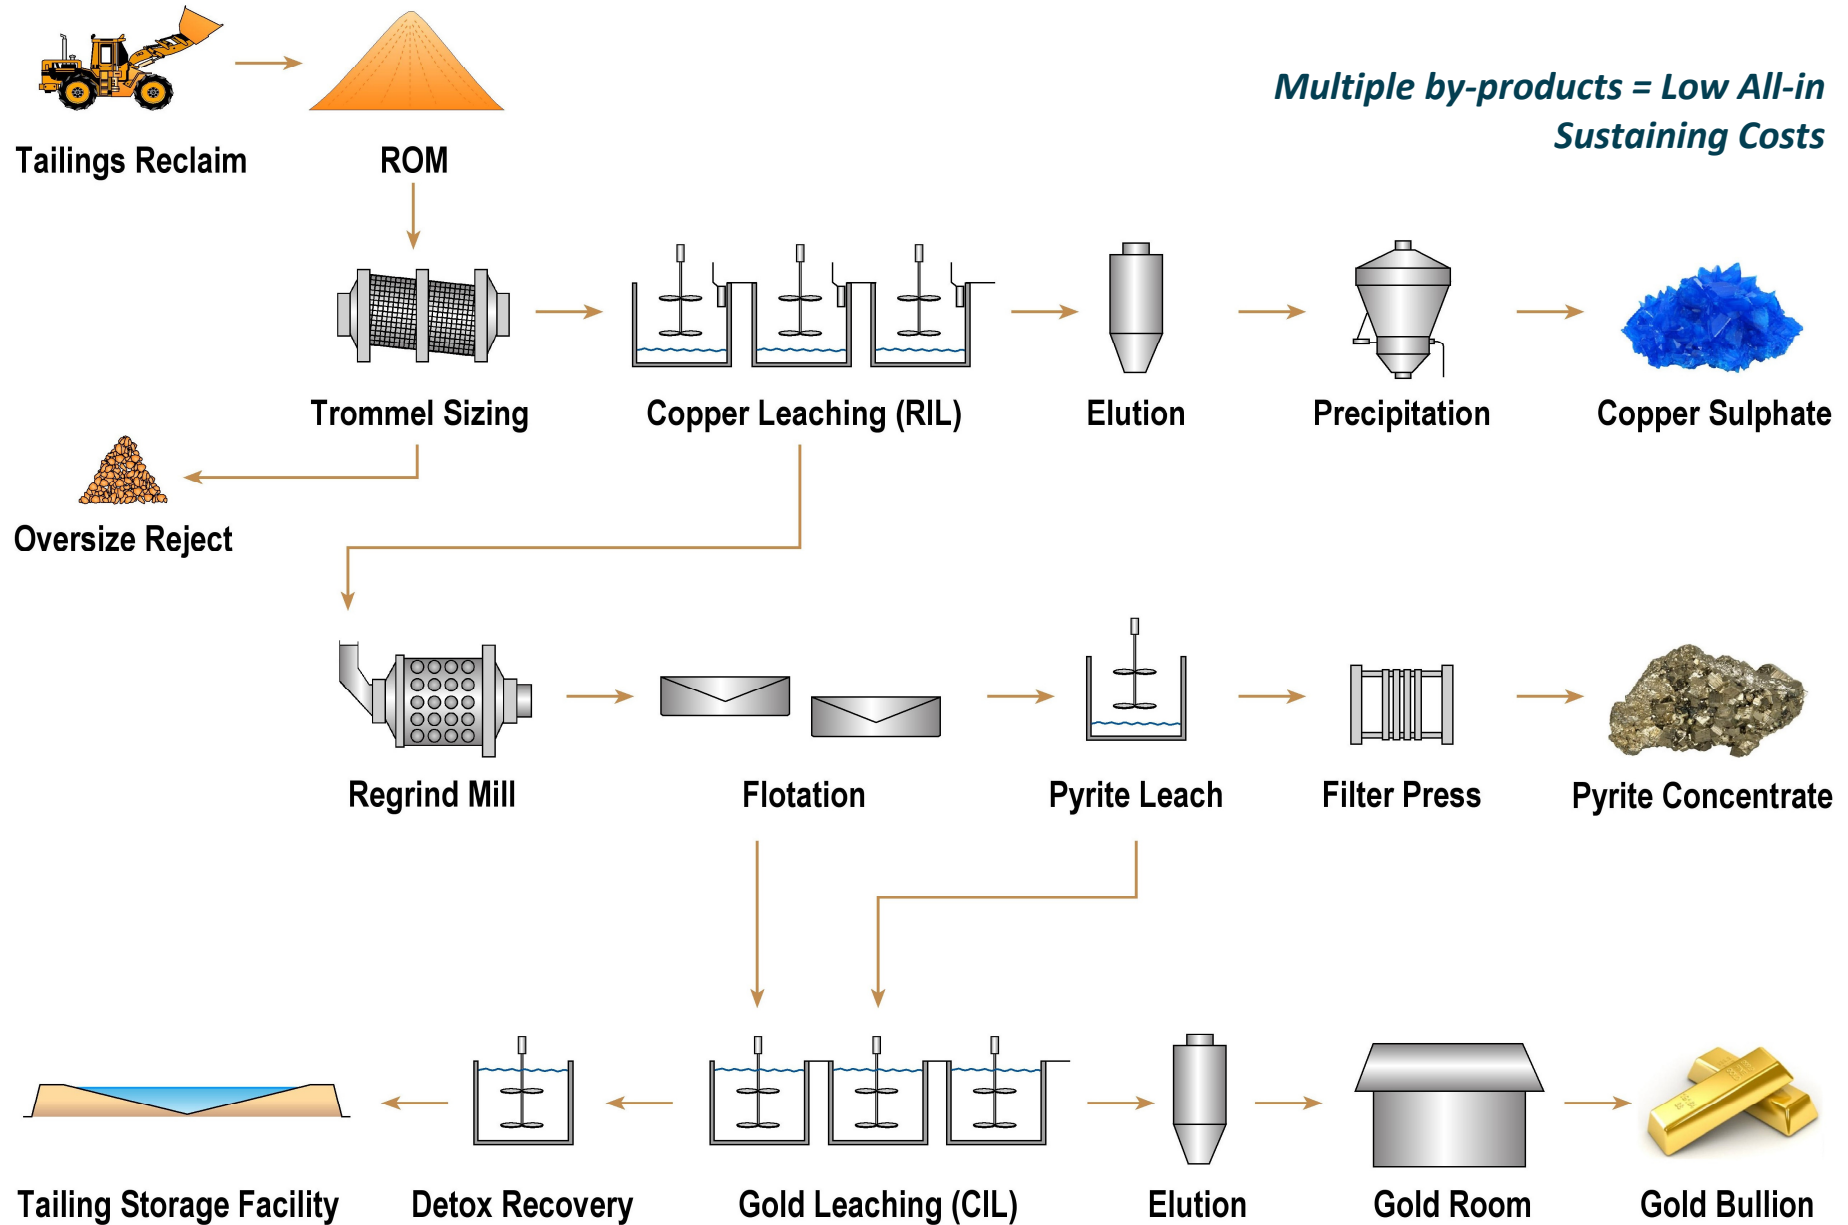 Multiple by-products = Low All-in
Sustaining Costs
Tailings Reclaim
ROM
Trommel Sizing
Copper Leaching (RIL)
Elution
Precipitation
Copper Sulphate
Oversize Reject
Regrind Mill
Flotation
Pyrite Leach
Filter Press
Pyrite Concentrate
Tailing Storage Facility
Detox Recovery
Gold Leaching (CIL)
Elution
Gold Room
Gold Bullion